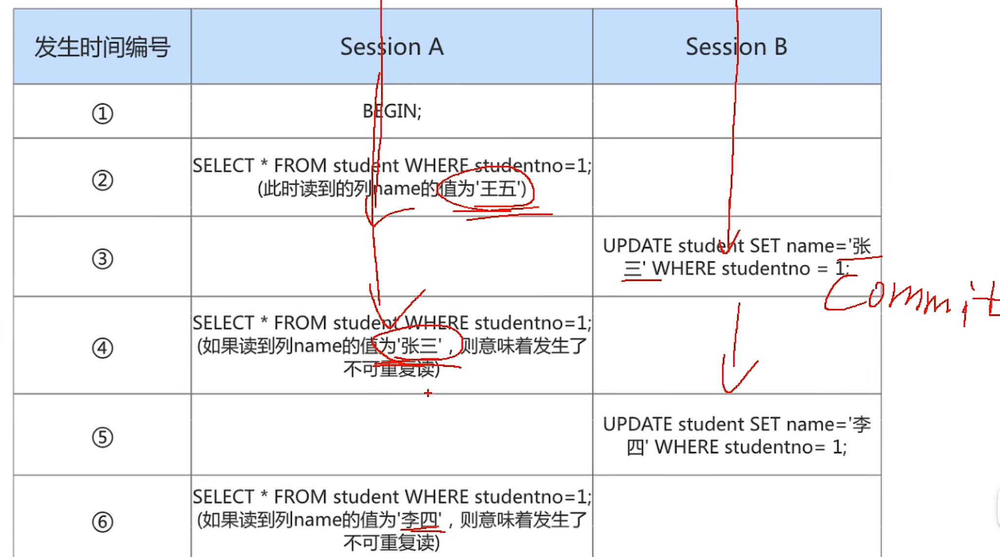 发生时间编号
Session A
Session B
①
BEGIN;
②
SELECT * FROM student WHERE studentno=1;
(此时读到的列name的值为'王五')
③
UPDATE student SET name='张
三' WHERE studentno = 1;
Commit
④
SELECT * FROM student WHERE studentno=1;
(如果读到列name的值为'张三'，则意味着发生了
不可重复读)
⑤
UPDATE student SET name='李
四' WHERE studentno= 1;
⑥
SELECT * FROM student WHERE studentno=1;
(如果读到列name的值为'李四'，则意味着发生了
不可重复读)